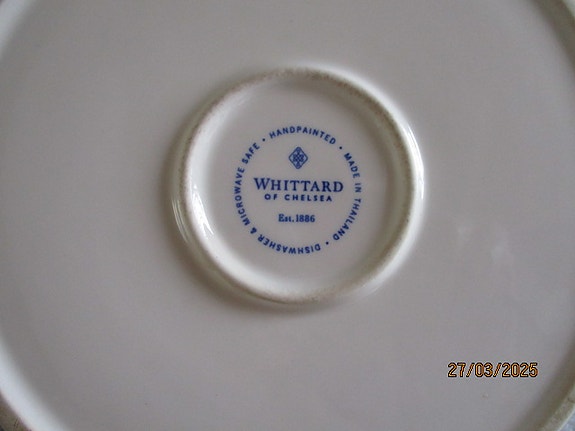 HANDPAINTED • MADE IN THAILAND • DISHWASHER & MICROWAVE SAFE •
WHITTARD
OF CHELSEA
Est. 1886
27/03/2025